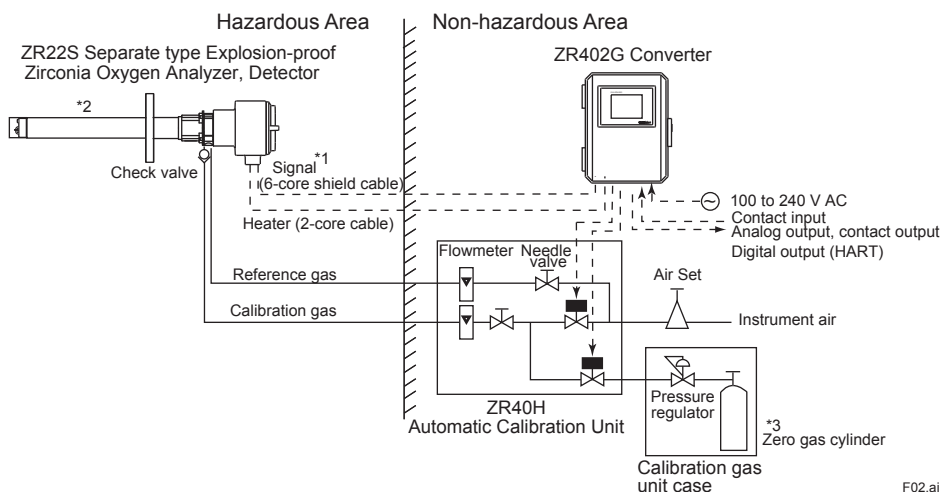 Hazardous Area
Non-hazardous Area
ZR22S Separate type Explosion-proof
Zirconia Oxygen Analyzer, Detector
ZR402G Converter
*2
Check valve
*1
Signal
(6-core shield cable)
Heater (2-core cable)
100 to 240 V AC
Contact input
Analog output, contact output
Digital output (HART)
Flowmeter
Needle
valve
Reference gas
Calibration gas
Air Set
Instrument air
Pressure
regulator
ZR40H
Automatic Calibration Unit
*3
Zero gas cylinder
Calibration gas
unit case
F02.ai